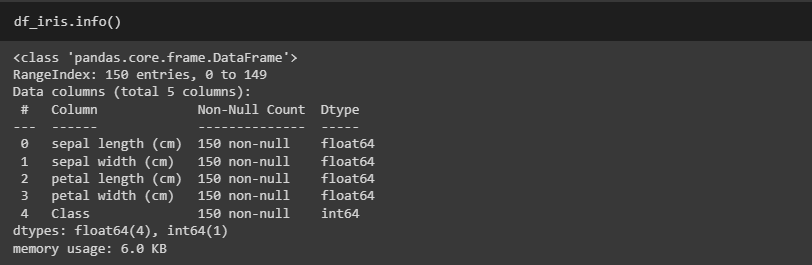 df_iris.info()
<class 'pandas.core.frame.DataFrame'>
RangeIndex: 150 entries, 0 to 149
Data columns (total 5 columns):
 #   Column             Non-Null Count  Dtype
---  ------             --------------  -----
 0   sepal length (cm)  150 non-null    float64
 1   sepal width (cm)   150 non-null    float64
 2   petal length (cm)  150 non-null    float64
 3   petal width (cm)   150 non-null    float64
 4   Class              150 non-null    int64
dtypes: float64(4), int64(1)
memory usage: 6.0 KB